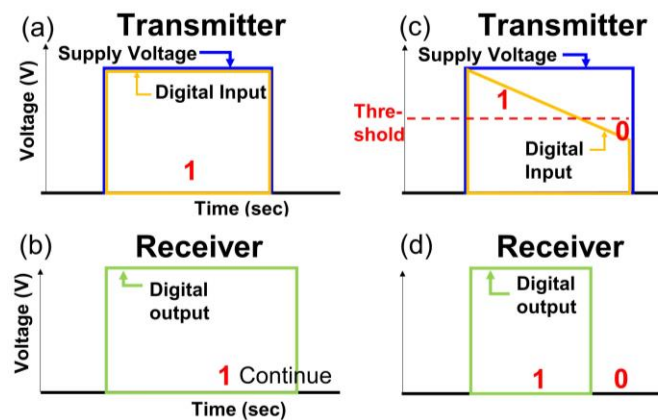 (a) Transmitter
Supply Voltage
Digital Input
1
Voltage (V)
Time (sec)
(c) Transmitter
Supply Voltage
1
Thre-
shold
0
Digital
Input
(b) Receiver
Digital
output
1 Continue
Voltage (V)
Time (sec)
(d) Receiver
Digital output
1 0